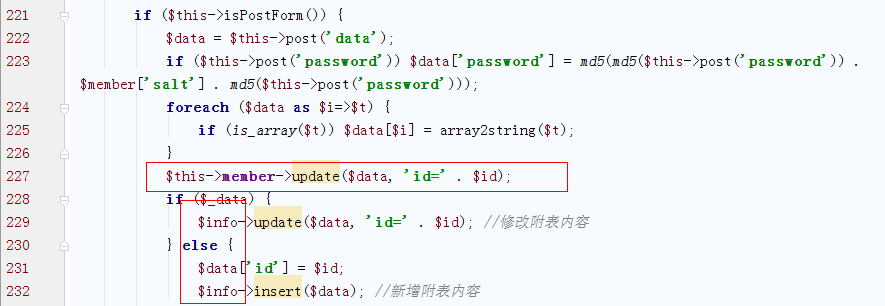 221 if ($this->isPostForm()) {
222 $data = $this->post('data');
223 if ($this->post('password')) $data['password'] = md5(md5($this->post('password')) .
$member['salt'] . md5($this->post('password')));
224 foreach ($data as $i=>$t) {
225 if (is_array($t)) $data[$i] = array2string($t);
226 }
227 $this->member->update($data, 'id=' . $id);
228 if ($_data) {
229 $info->update($data, 'id=' . $id); //修改附表内容
230 } else {
231 $data['id'] = $id;
232 $info->insert($data); //新增附表内容